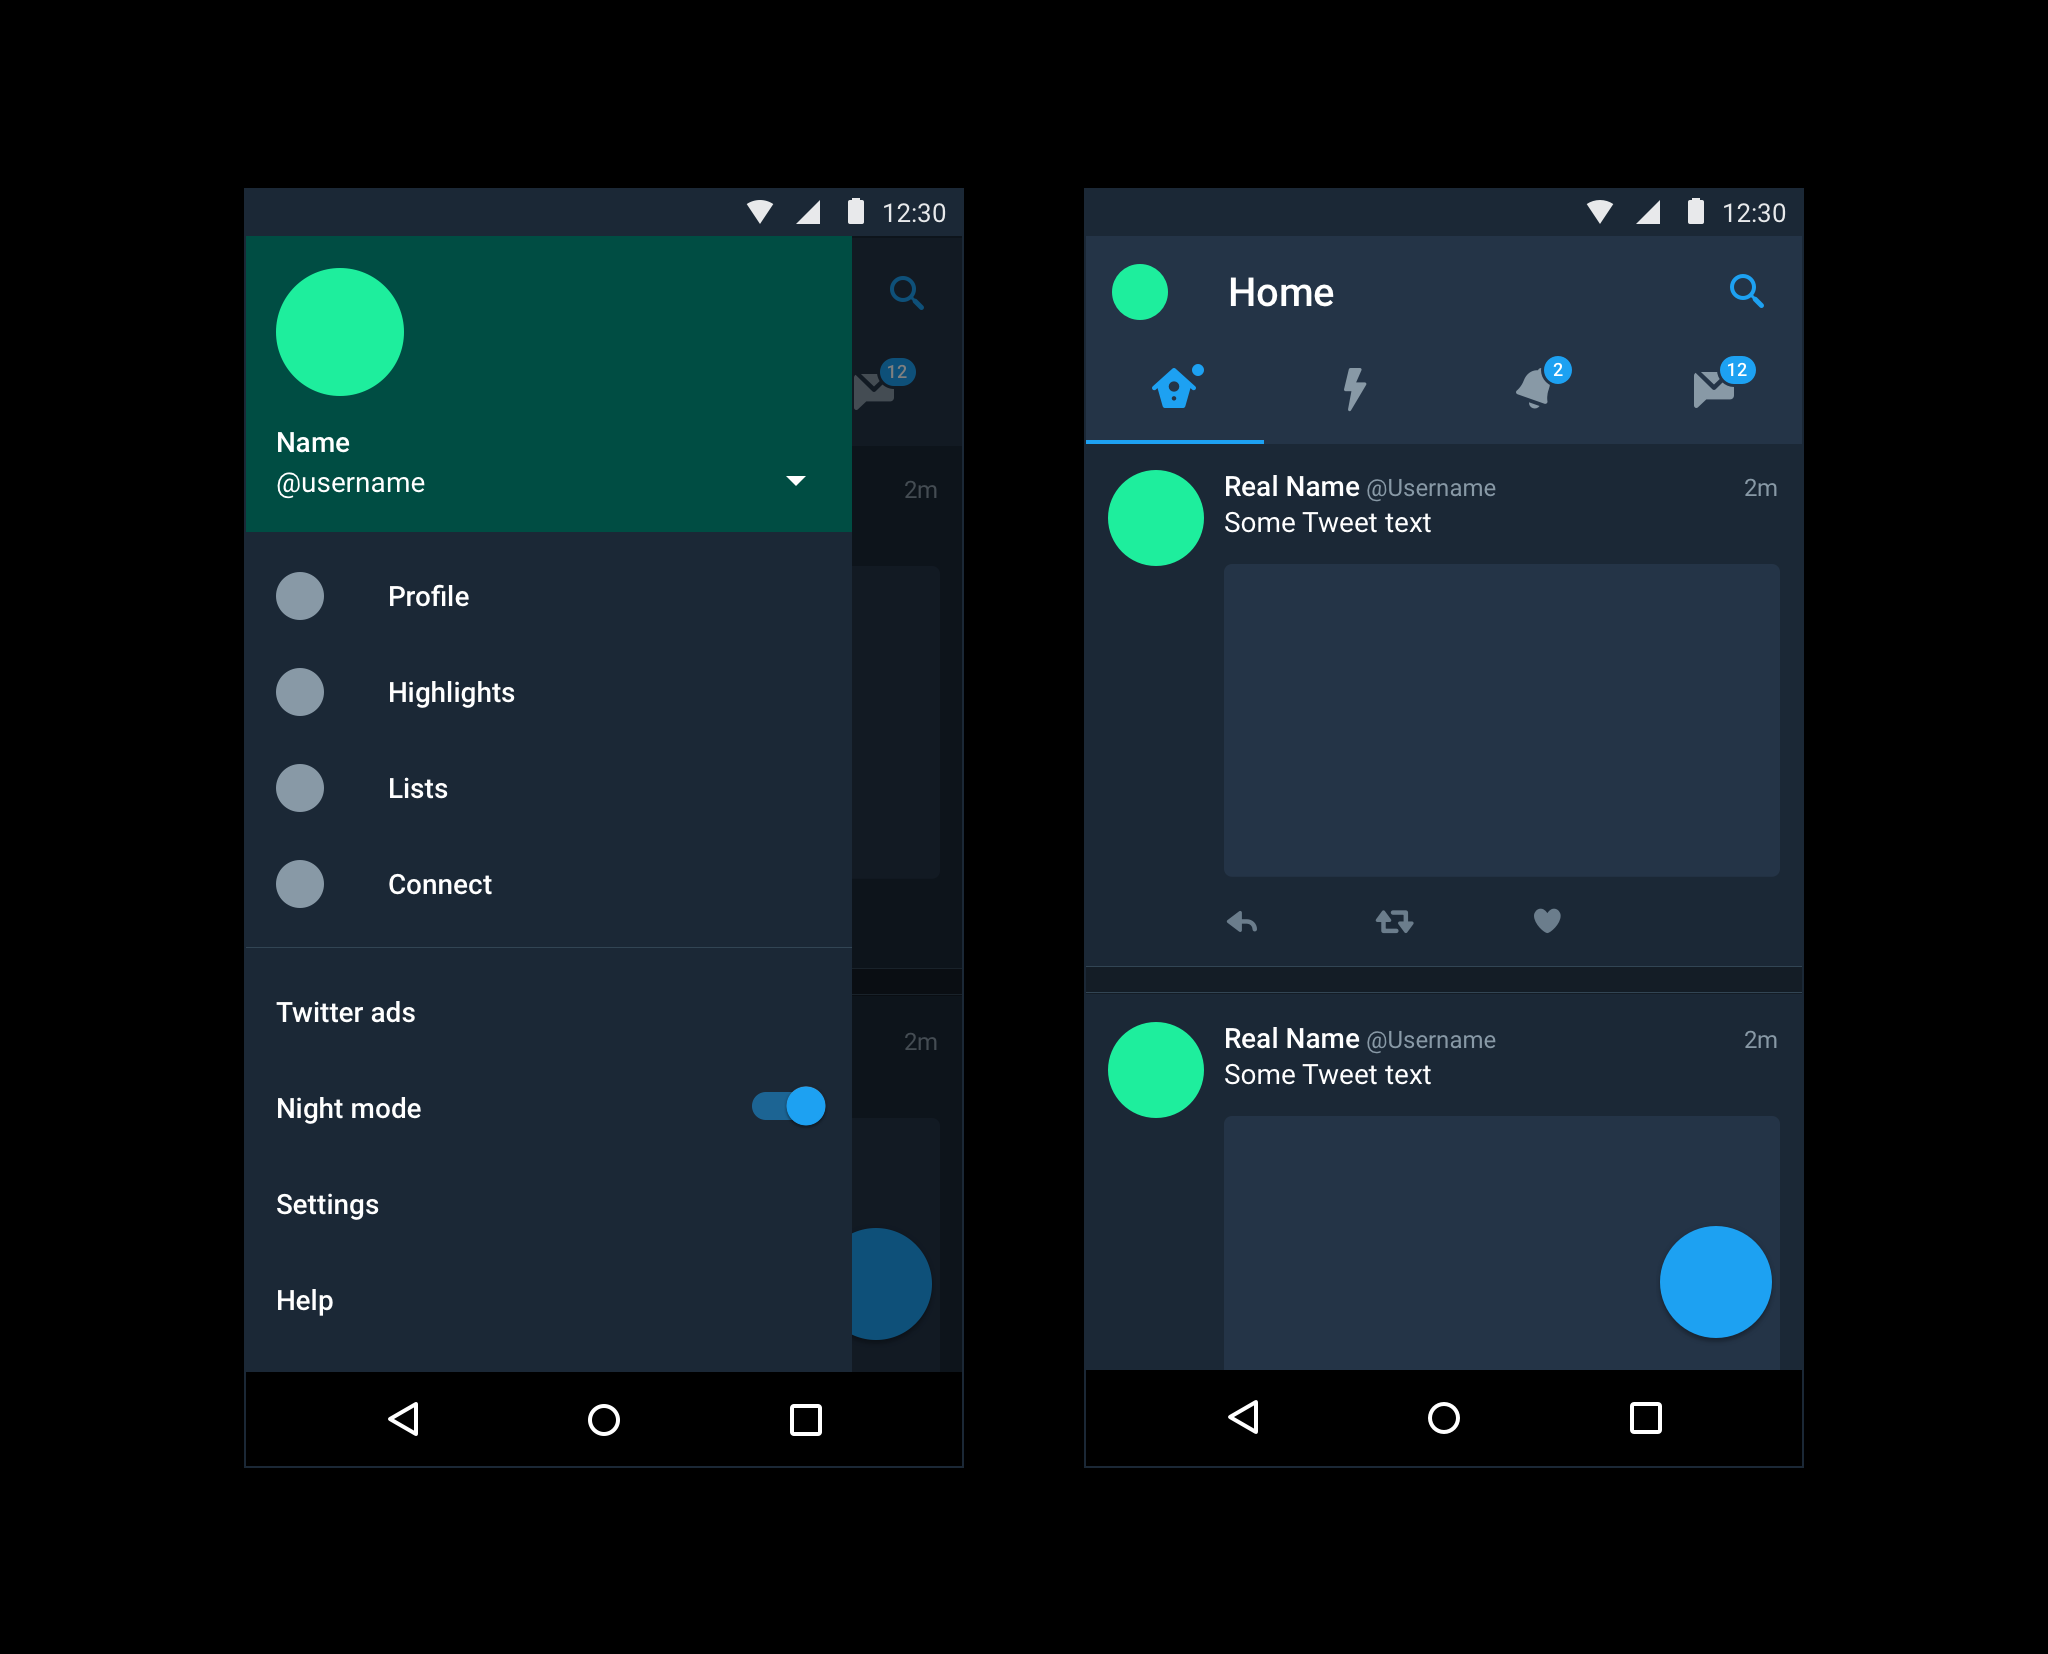 12:30
12
Name
@username
2m
Profile
Highlights
Lists
Connect
Twitter ads
2m
Night mode
Settings
Help
12:30
Home
2
12
Real Name @Username 2m
Some Tweet text
Real Name @Username 2m
Some Tweet text